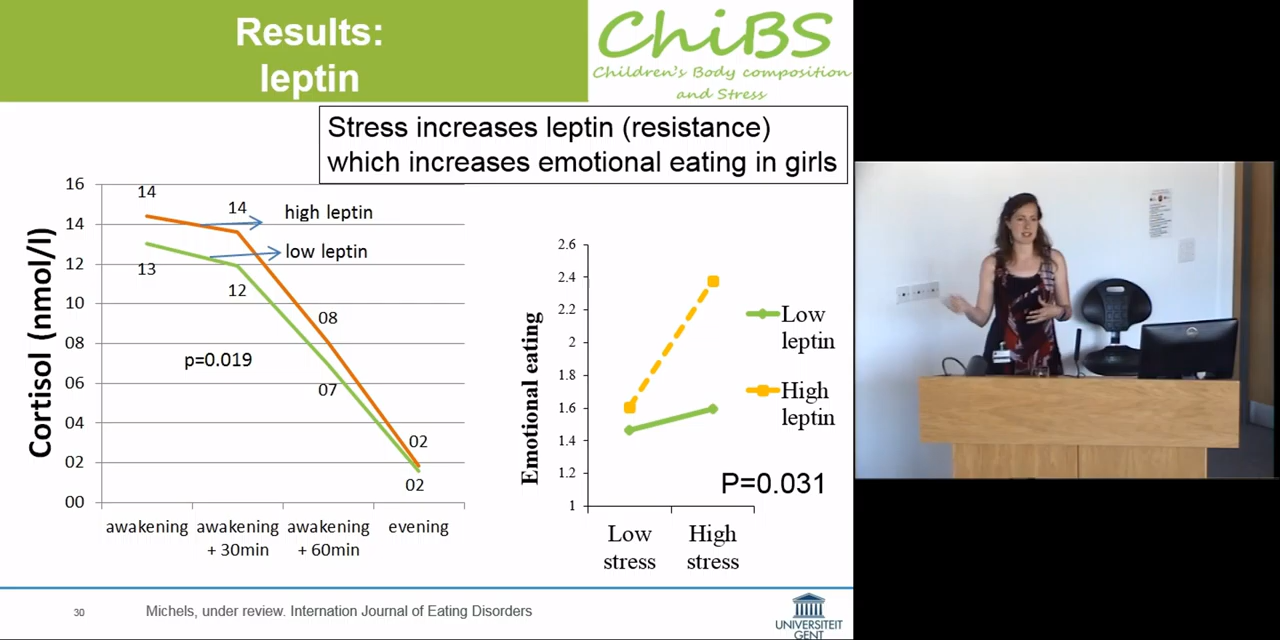 Results:
leptin
ChiBS
Children's Body composition
and Stress
Stress increases leptin (resistance)
which increases emotional eating in girls
Cortisol (nmol/l)
16
14
12
10
08
06
04
02
00
14
14
high leptin
low leptin
13
12
08
p=0.019
07
02
02
awakening
awakening
+ 30min
awakening
+ 60min
evening
Emotional eating
2.6
2.4
2.2
2
1.8
1.6
1.4
1.2
1
Low
leptin
High
leptin
P=0.031
Low
stress
High
stress
30
Michels, under review. Internation Journal of Eating Disorders
UNIVERSITEIT
GENT